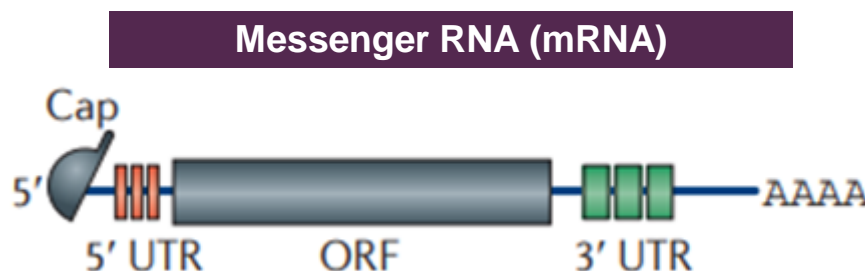 Messenger RNA (mRNA)
Cap
5′ AAAA
5′ UTR ORF 3′ UTR